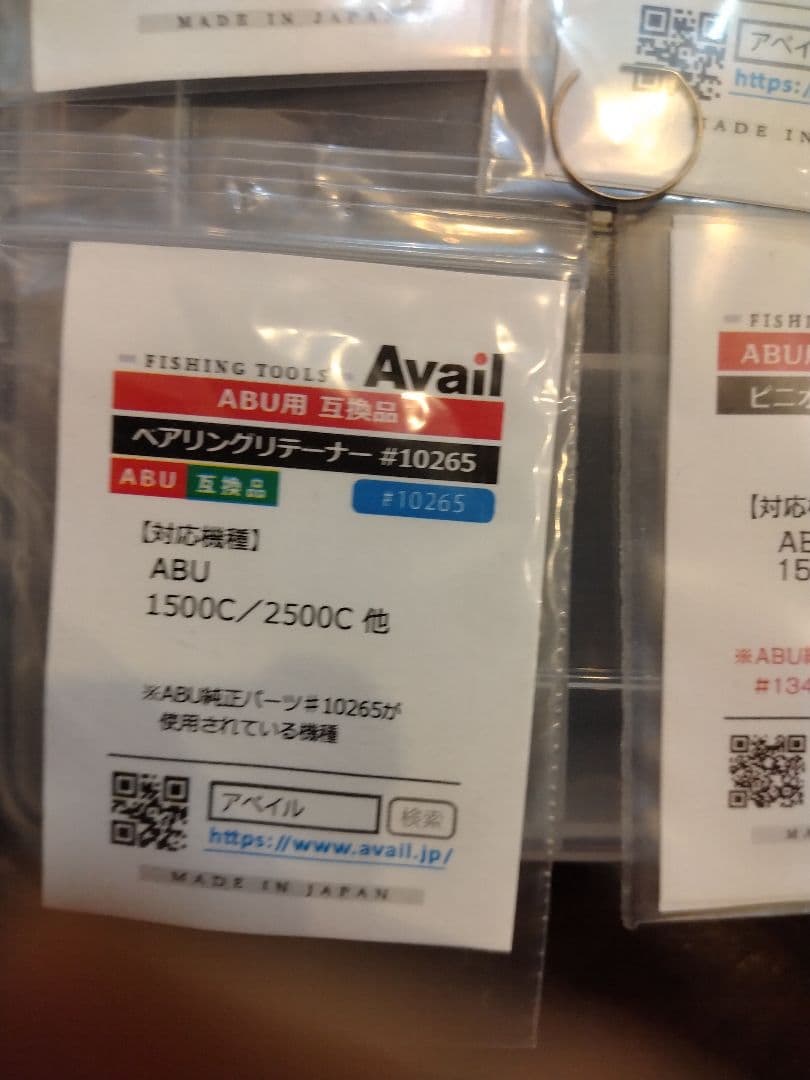 MADE IN JAPAN
アベイ
https:/
MADE IN
FISHING TOOLS
Avail
ABU用 互換品
ベアリングリテーナー #10265
ABU 互換品
#10265
【対応機種】
ABU
1500C／2500C 他
※ABU純正パーツ＃10265が
使用されている機種
アベイル 検索
https://www.avail.jp/
MADE IN JAPAN
FISHI
ABU
ピニオ
【対応
15
※ABU
#134